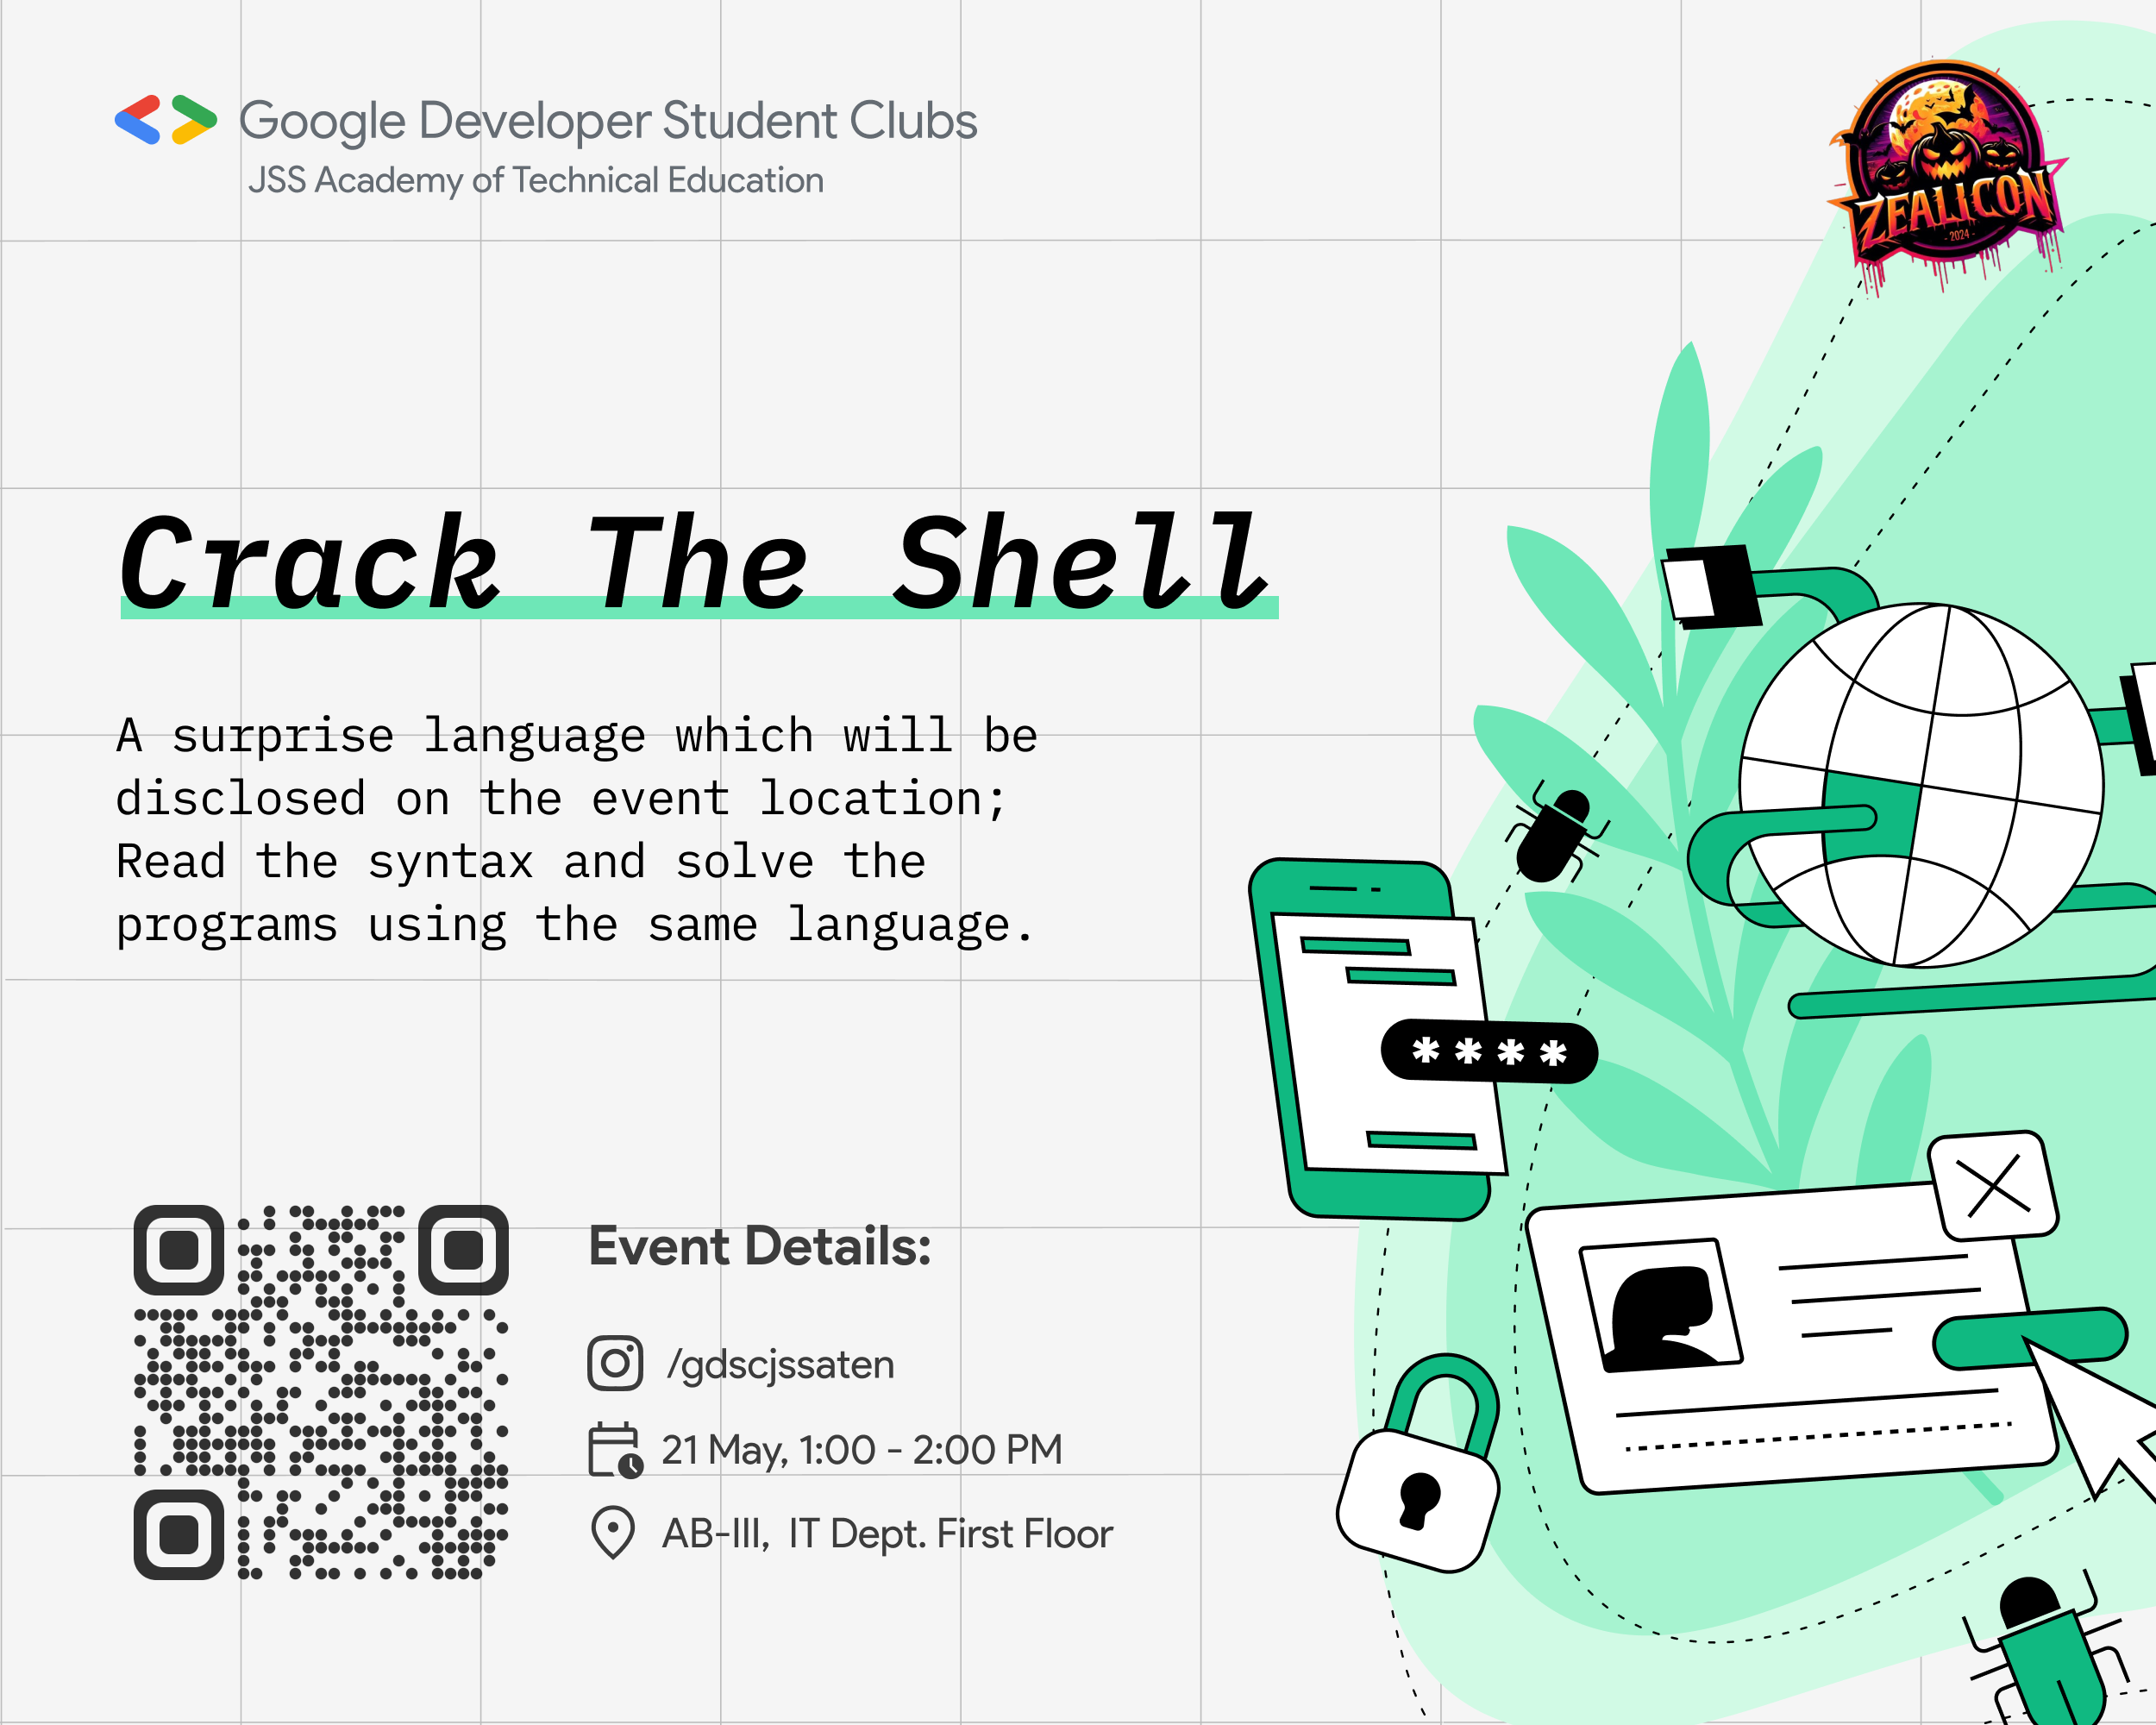 Google Developer Student Clubs
JSS Academy of Technical Education
ZEALICON
- 2024 -
Crack The Shell
A surprise language which will be
disclosed on the event location;
Read the syntax and solve the
programs using the same language.
****
Event Details:
/gdscjssaten
21 May, 1:00 - 2:00 PM
AB-III, IT Dept. First Floor